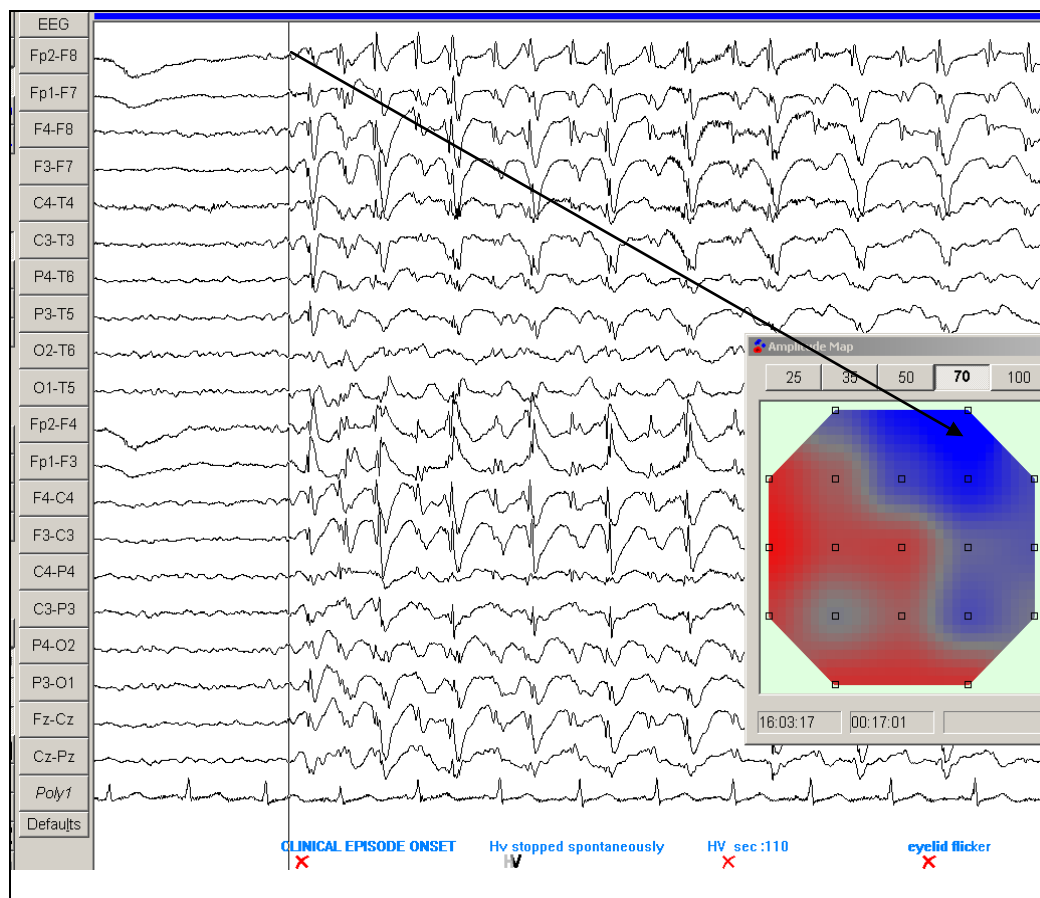 EEG
Fp2-F8
Fp1-F7
F4-F8
F3-F7
C4-T4
C3-T3
P4-T6
P3-T5
O2-T6
O1-T5
Fp2-F4
Fp1-F3
F4-C4
F3-C3
C4-P4
C3-P3
P4-O2
P3-O1
Fz-Cz
Cz-Pz
Poly1
Defaults
Amplitude Map
25 35 50 70 100
16:03:17 00:17:01
CLINICAL EPISODE ONSET Hv stopped spontaneously HV sec :110 eyelid flicker
HV